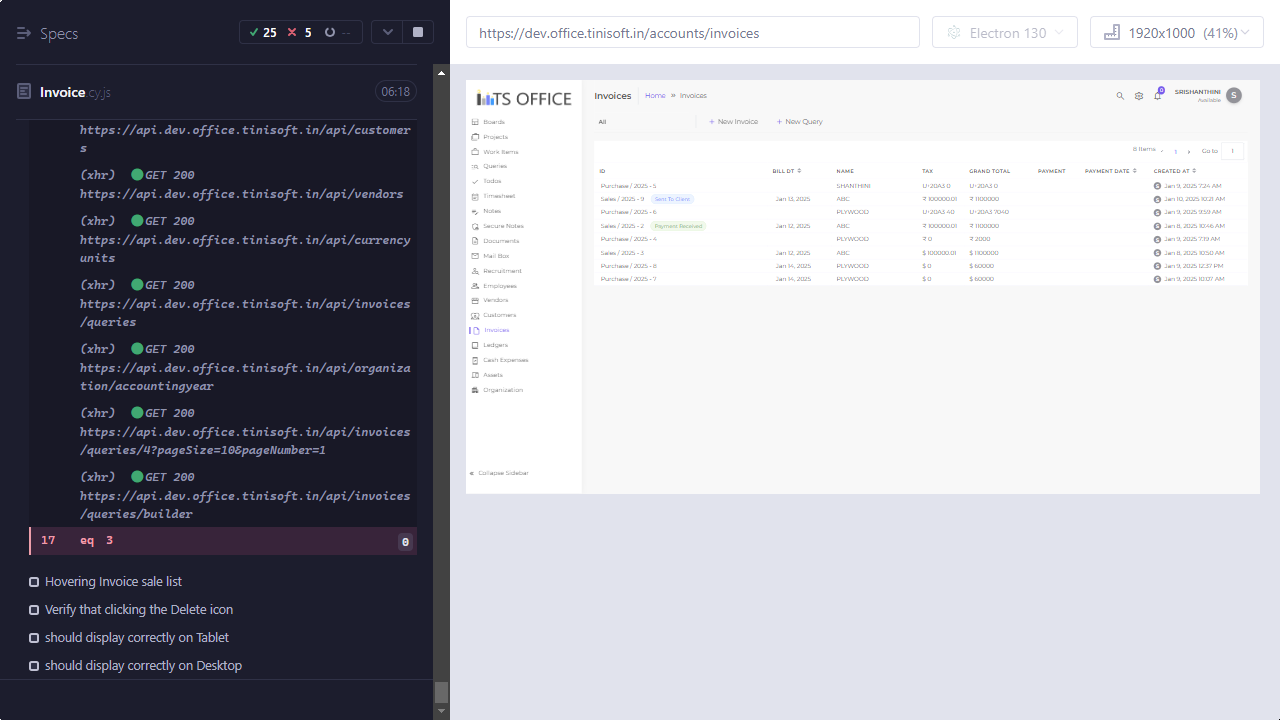 Specs
25 5 --
Invoice.cy.js 06:18
https://api.dev.office.tinisoft.in/api/customer
s
(xhr) GET 200
https://api.dev.office.tinisoft.in/api/vendors
(xhr) GET 200
https://api.dev.office.tinisoft.in/api/currency
units
(xhr) GET 200
https://api.dev.office.tinisoft.in/api/invoices
/queries
(xhr) GET 200
https://api.dev.office.tinisoft.in/api/organiza
tion/accountingyear
(xhr) GET 200
https://api.dev.office.tinisoft.in/api/invoices
/queries/4?pageSize=10&pageNumber=1
(xhr) GET 200
https://api.dev.office.tinisoft.in/api/invoices
/queries/builder
17 eq 3 0
Hovering Invoice sale list
Verify that clicking the Delete icon
should display correctly on Tablet
should display correctly on Desktop
https://dev.office.tinisoft.in/accounts/invoices
Electron 130
1920x1000 (41%)
TS OFFICE
Boards
Projects
Work Items
Queries
Todos
Timesheet
Notes
Secure Notes
Documents
Mail Box
Recruitment
Employees
Vendors
Customers
Invoices
Ledgers
Cash Expenses
Assets
Organization
« Collapse Sidebar
Invoices Home » Invoices
0 SRISHANTHINI S
Available
All + New Invoice + New Query
8 Items ‹ 1 › Go to 1
ID BILL DT NAME TAX GRAND TOTAL PAYMENT PAYMENT DATE CREATED AT
Purchase / 2025 - 5 SHANTHINI U+20A3 0 U+20A3 0 S Jan 9, 2025 7:24 AM
Sales / 2025 - 9 Sent To Client Jan 13, 2025 ABC ₹ 100000.01 ₹ 1100000 S Jan 10, 2025 10:21 AM
Purchase / 2025 - 6 PLYWOOD U+20A3 40 U+20A3 7040 S Jan 9, 2025 9:59 AM
Sales / 2025 - 2 Payment Received Jan 12, 2025 ABC ₹ 100000.01 ₹ 1100000 S Jan 8, 2025 10:46 AM
Purchase / 2025 - 4 PLYWOOD ₹ 0 ₹ 2000 S Jan 9, 2025 7:19 AM
Sales / 2025 - 3 Jan 12, 2025 ABC $ 100000.01 $ 1100000 S Jan 8, 2025 10:50 AM
Purchase / 2025 - 8 Jan 14, 2025 PLYWOOD $ 0 $ 60000 S Jan 9, 2025 12:37 PM
Purchase / 2025 - 7 Jan 14, 2025 PLYWOOD $ 0 $ 60000 S Jan 9, 2025 10:07 AM